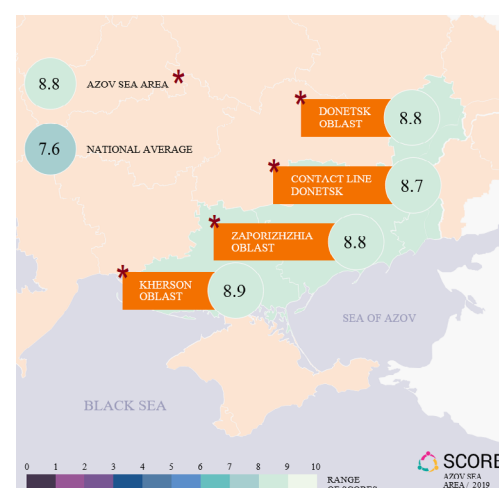 8.8 AZOV SEA AREA *
7.6 NATIONAL AVERAGE
* DONETSK
OBLAST
8.8
* CONTACT LINE
DONETSK
8.7
* ZAPORIZHZHIA
OBLAST
8.8
* KHERSON
OBLAST
8.9
SEA OF AZOV
BLACK SEA
0 1 2 3 4 5 6 7 8 9 10
RANGE
OF SCORES
SCORE
AZOV SEA
AREA / 2019